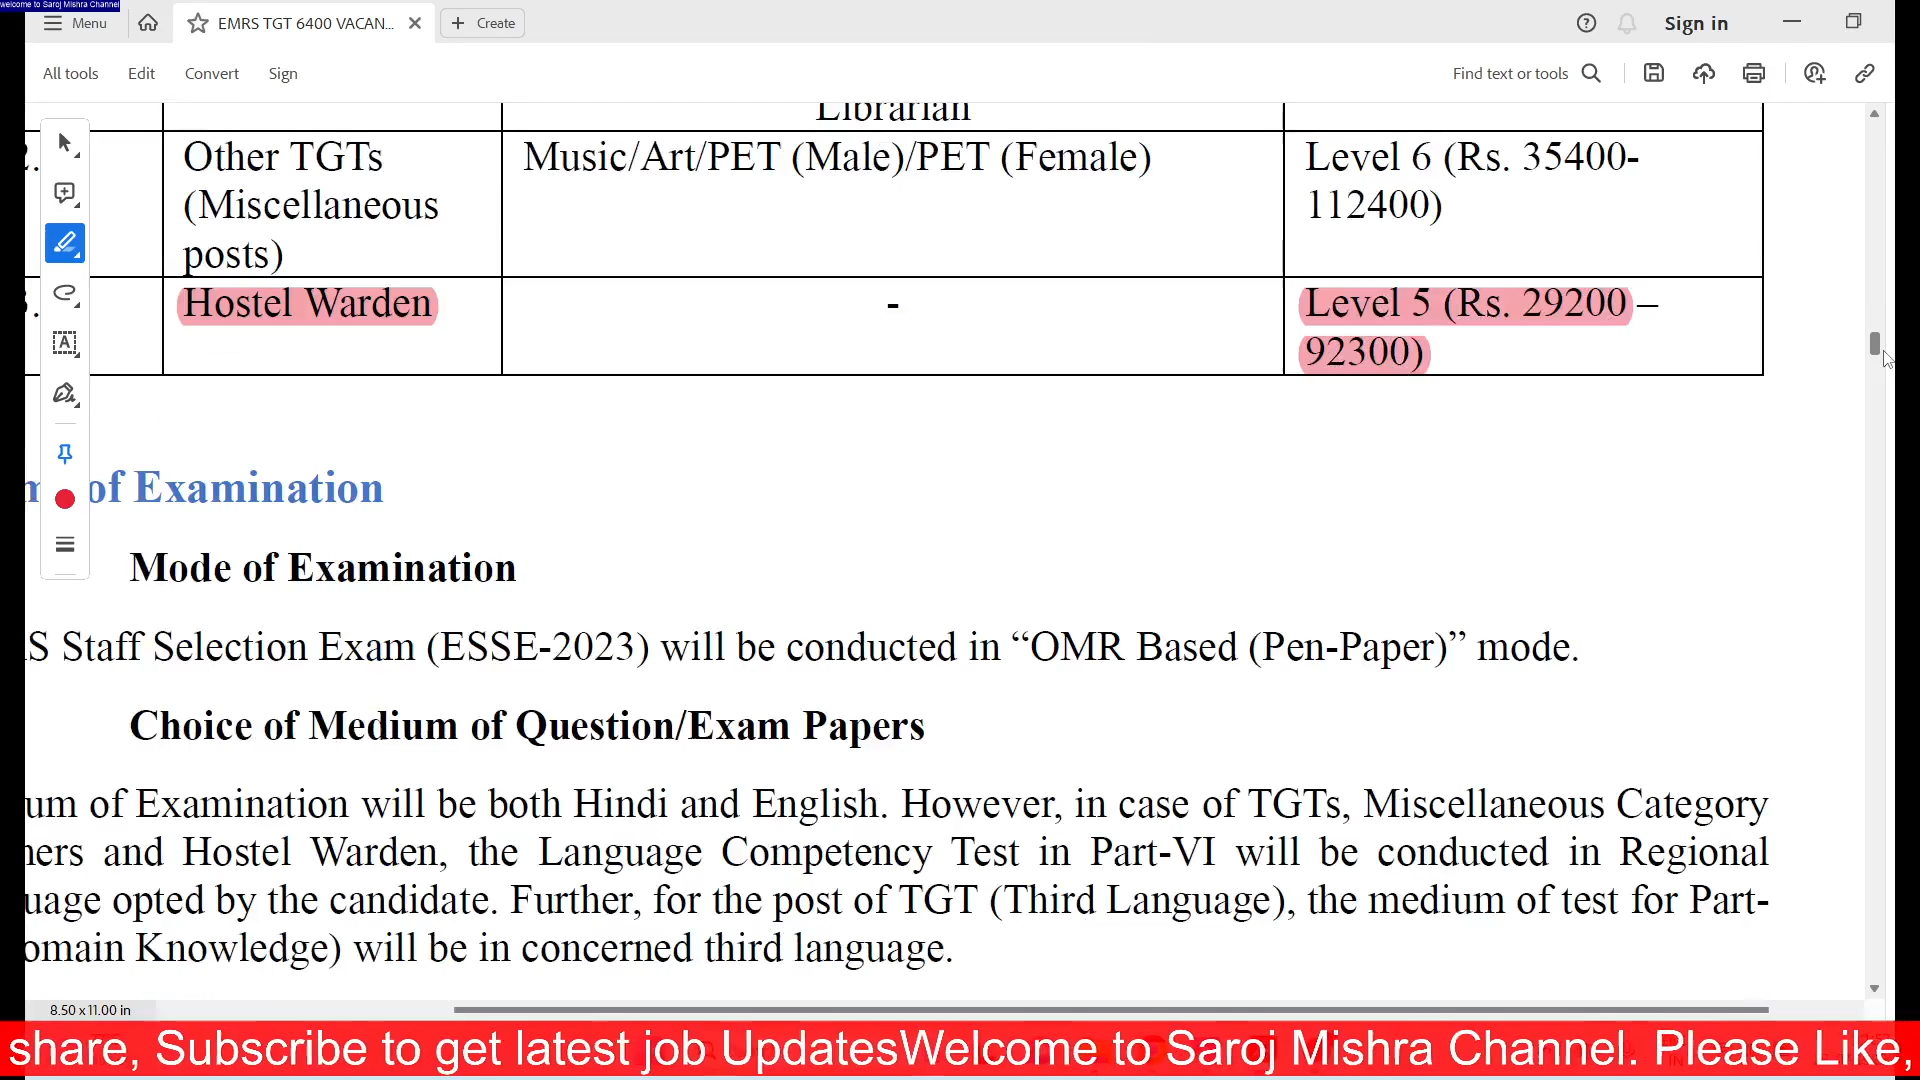 welcome to Saroj Mishra Channel
Menu
EMRS TGT 6400 VACAN...
Create
Sign in
All tools
Edit
Convert
Sign
Find text or tools
Librarian
2.
Other TGTs
(Miscellaneous
posts)
Music/Art/PET (Male)/PET (Female)
Level 6 (Rs. 35400-
112400)
Hostel Warden
-
Level 5 (Rs. 29200 –
92300)
of Examination
Mode of Examination
S Staff Selection Exam (ESSE-2023) will be conducted in “OMR Based (Pen-Paper)” mode.
Choice of Medium of Question/Exam Papers
um of Examination will be both Hindi and English. However, in case of TGTs, Miscellaneous Category
hers and Hostel Warden, the Language Competency Test in Part-VI will be conducted in Regional
uage opted by the candidate. Further, for the post of TGT (Third Language), the medium of test for Part-
omain Knowledge) will be in concerned third language.
8.50 x 11.00 in
share, Subscribe to get latest job UpdatesWelcome to Saroj Mishra Channel. Please Like,